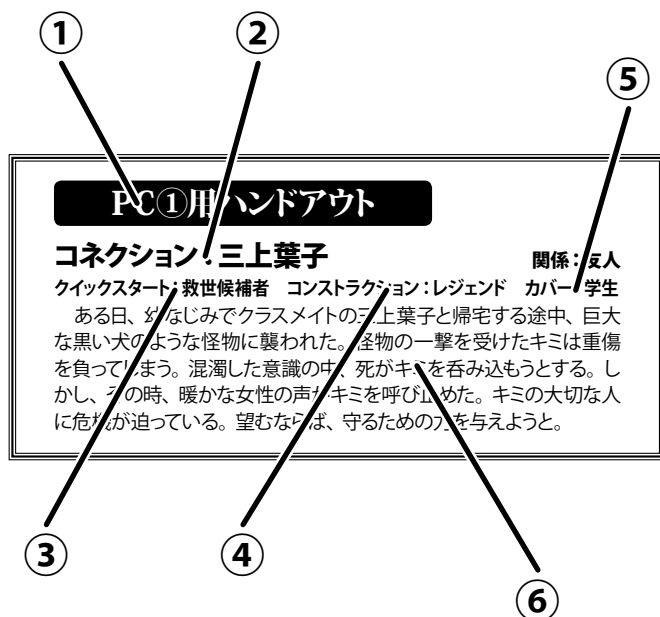 ① ②
⑤
PC①用ハンドアウト
コネクション：三上葉子 関係：友人
クイックスタート：救世候補者 コンストラクション：レジェンド カバー：学生
ある日、幼なじみでクラスメイトの三上葉子と帰宅する途中、巨大
な黒い犬のような怪物に襲われた。怪物の一撃を受けたキミは重傷
を負ってしまう。混濁した意識の中、死がキミを呑み込もうとする。し
かし、その時、暖かな女性の声がキミを呼び止めた。キミの大切な人
に危機が迫っている。望むならば、守るための力を与えようと。
③ ④
⑥